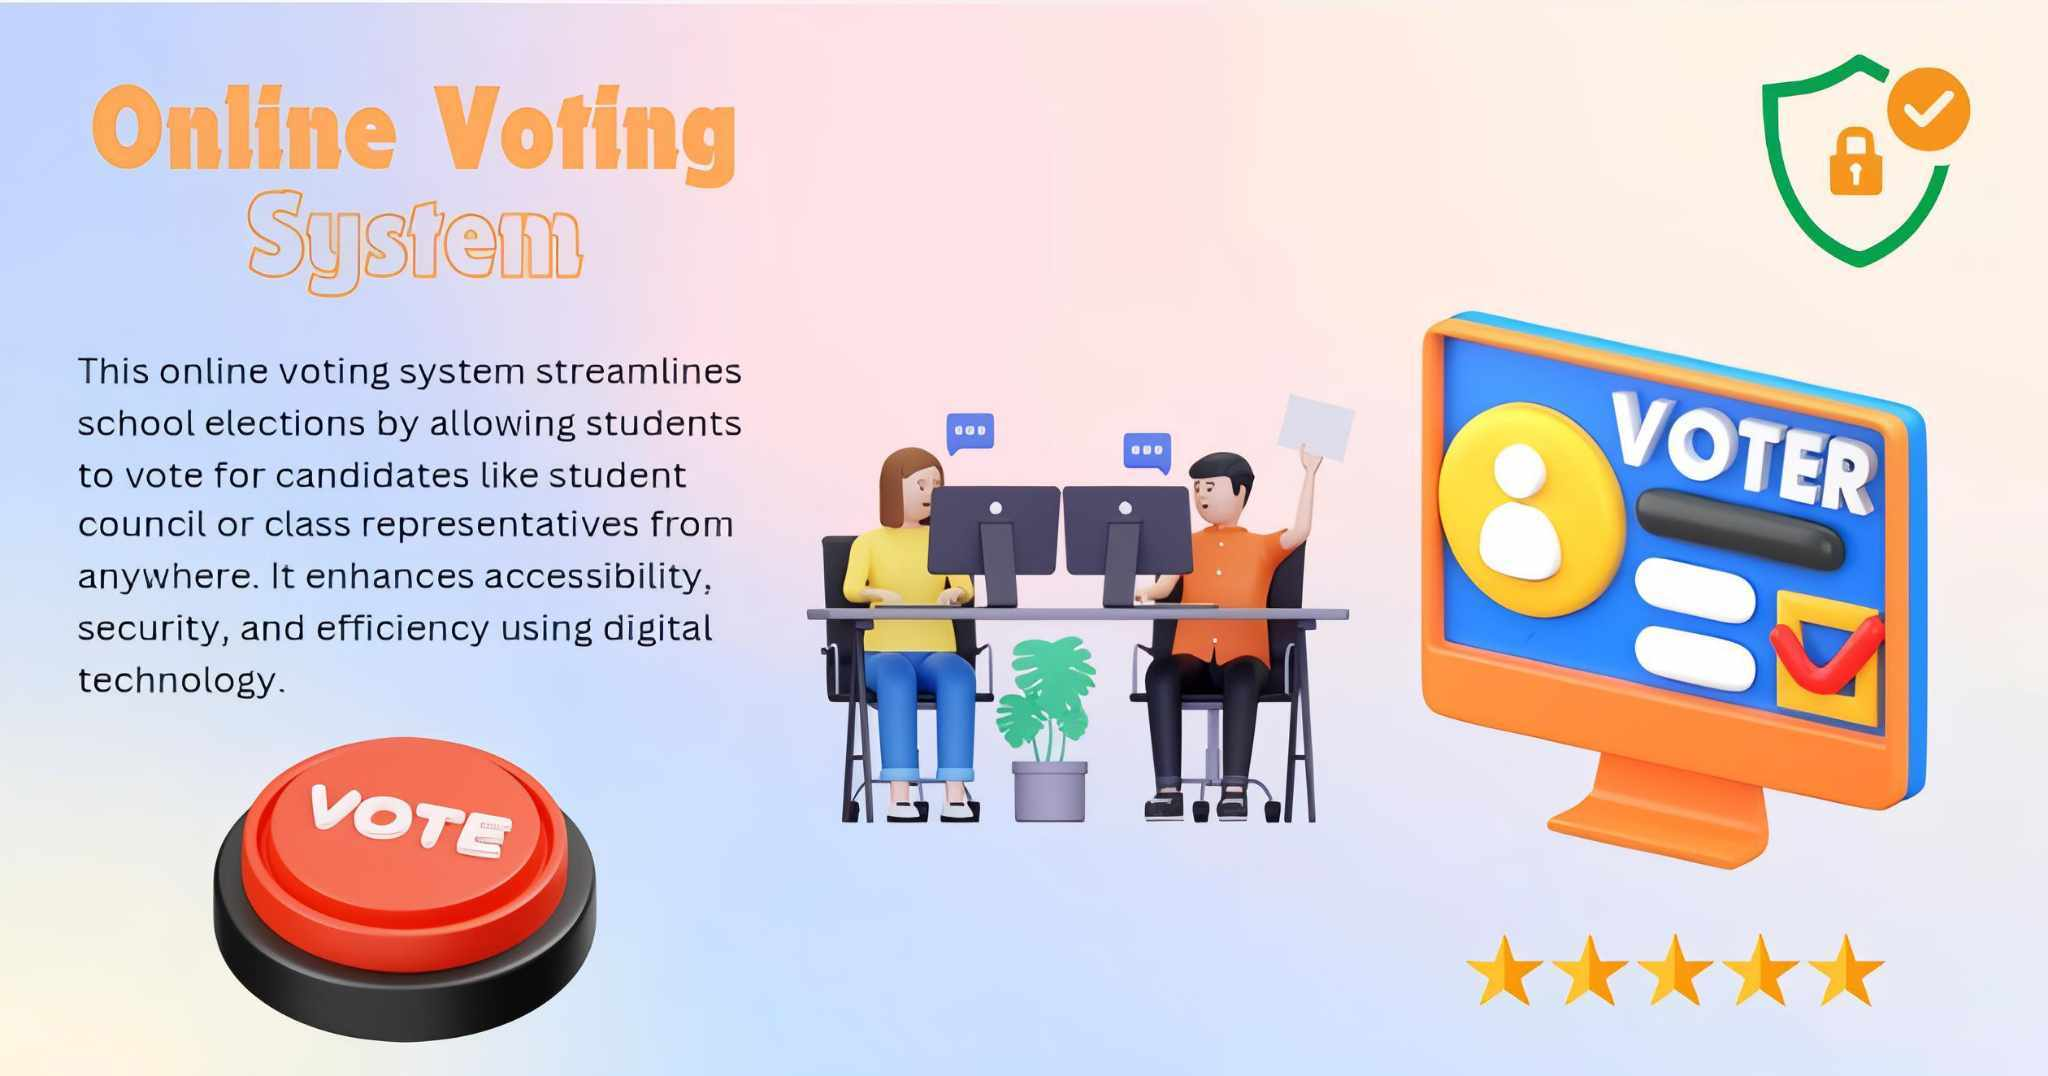 Online Voting
System
This online voting system streamlines
school elections by allowing students
to vote for candidates like student
council or class representatives from
anywhere. It enhances accessibility,
security, and efficiency using digital
technology.
VOTE
VOTER